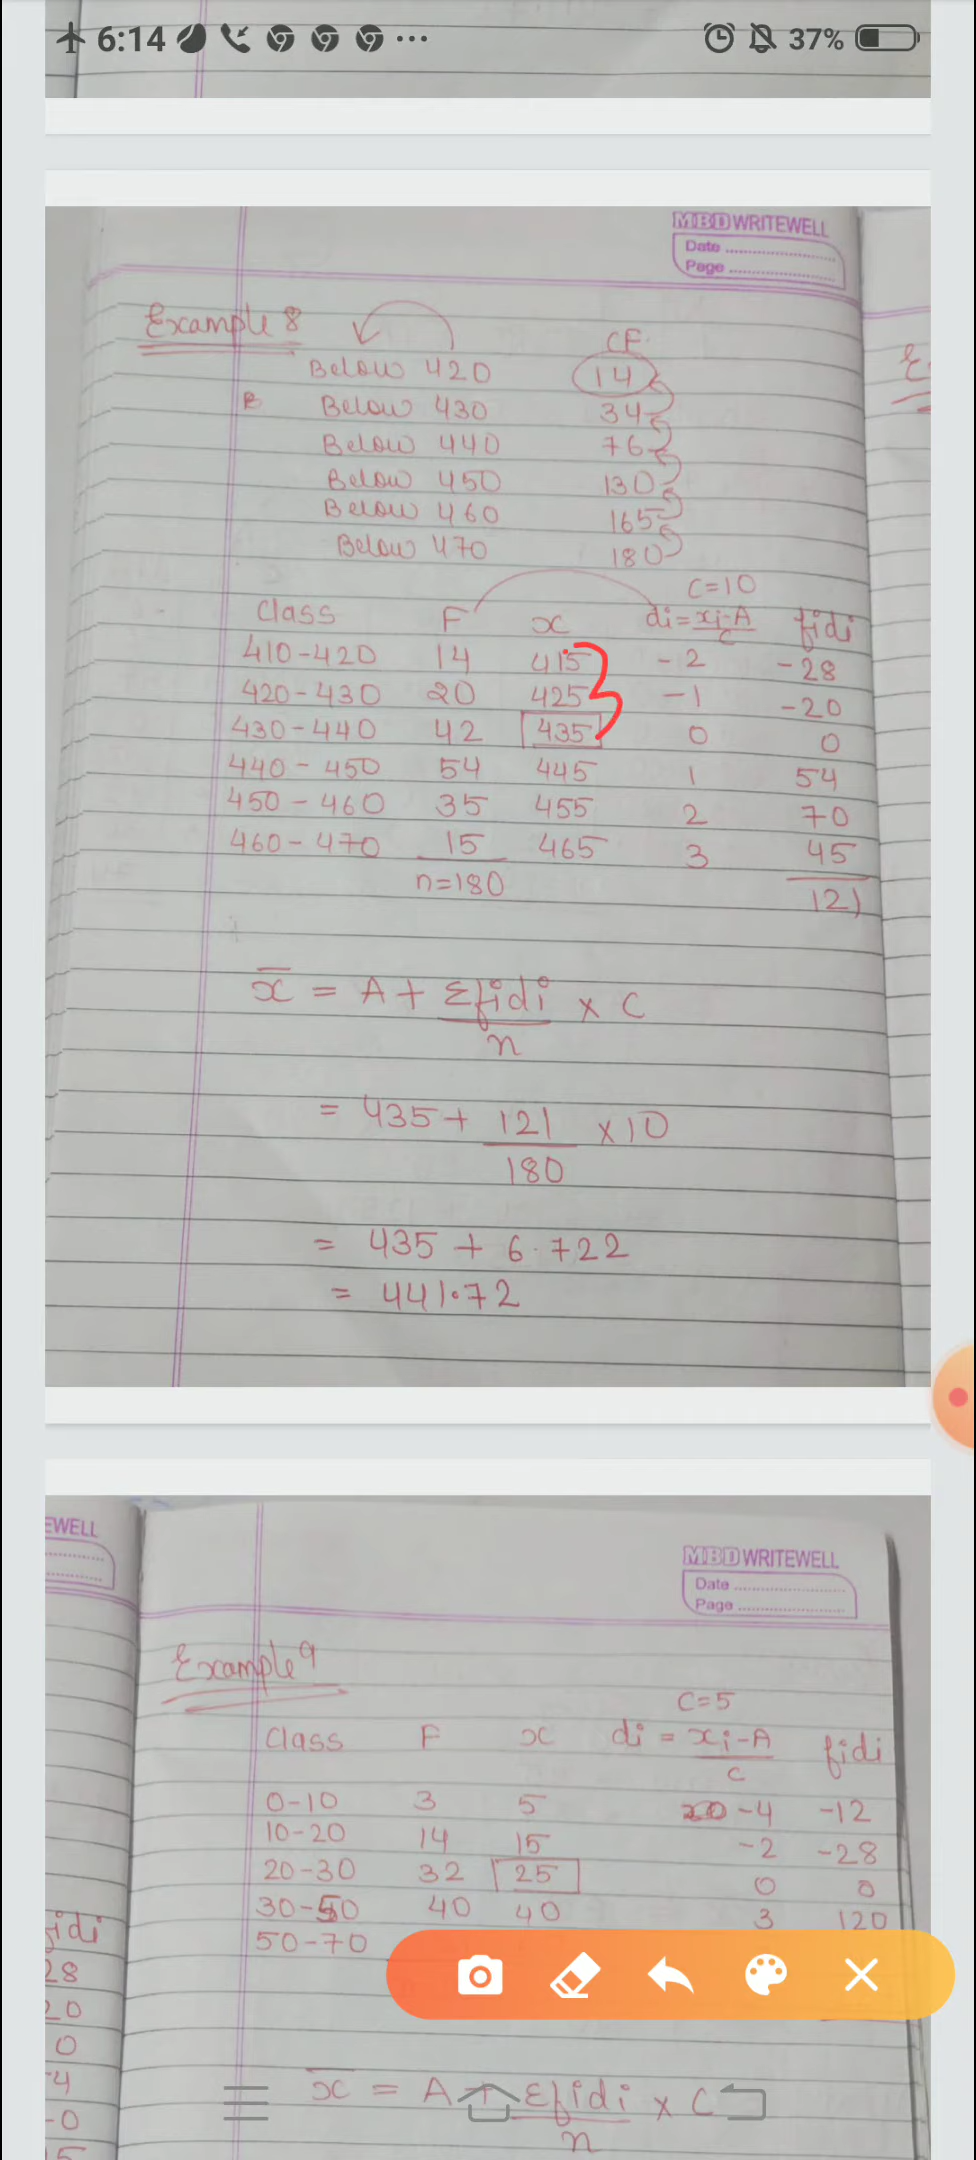 6:14 ... 37%
MBD WRITEWELL
Date
Page
Example 8
CF.
Below 420 14
B Below 430 34
Below 440 76
Below 450 130
Below 460 165
Below 470 180
C=10
Class F x di = xi-A/C fidi
410-420 14 415 -2 -28
420-430 20 425 -1 -20
430-440 42 435 0 0
440-450 54 445 1 54
450-460 35 455 2 70
460-470 15 465 3 45
n=180 121
x̄ = A + Σfidi/n × C
= 435 + 121/180 × 10
= 435 + 6.722
= 441.72
EWELL
MBD WRITEWELL
Date
Page
Example 9
C=5
Class F x di = xi-A/C fidi
0-10 3 5 -4 -12
10-20 14 15 -2 -28
20-30 32 25 0 0
30-50 40 40 3 120
50-70
fidi
28
20
0
x̄ = A + Σfidi/n × C